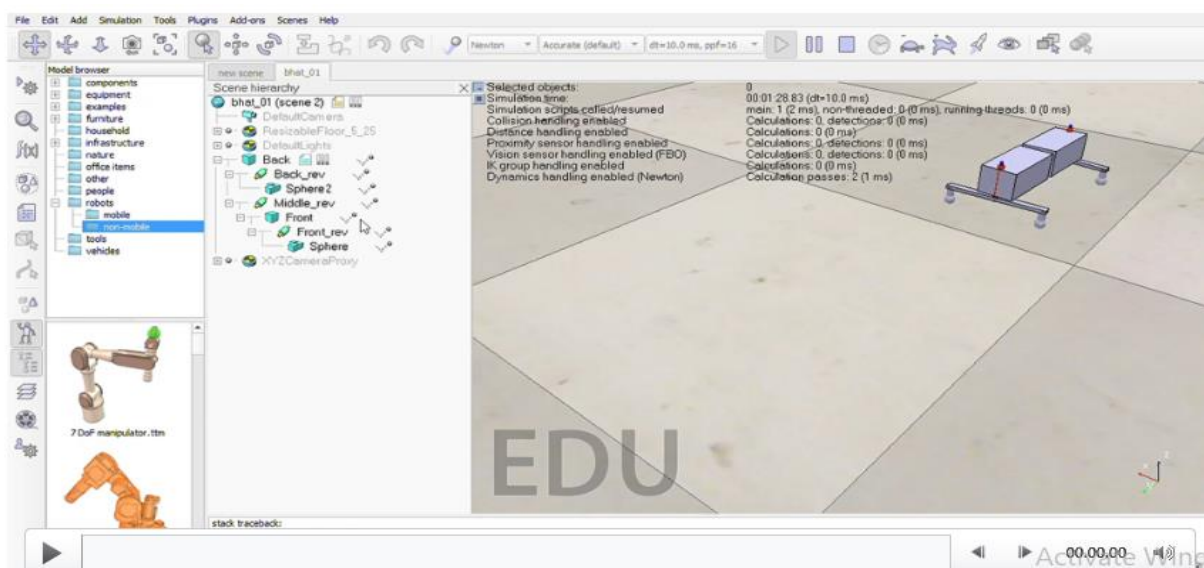 File Edit Add Simulation Tools Plugins Add-ons Scenes Help
Newton Accurate (default) dt=10.0 ms, ppf=16
Model browser
components
equipment
examples
furniture
household
infrastructure
nature
office items
other
people
robots
mobile
non-mobile
tools
vehicles
7 DoF manipulator.ttm
new scene bhat_01
Scene hierarchy
bhat_01 (scene 2)
DefaultCamera
ResizableFloor_5_25
DefaultLights
Back
Back_rev
Sphere2
Middle_rev
Front
Front_rev
Sphere
XYZCameraProxy
Selected objects: 0
Simulation time: 00:01:28.83 (dt=10.0 ms)
Simulation scripts called/resumed main: 1 (2 ms), non-threaded: 0 (0 ms), running-threads: 0 (0 ms)
Collision handling enabled Calculations: 0, detections: 0 (0 ms)
Distance handling enabled Calculations: 0 (0 ms)
Proximity sensor handling enabled Calculations: 0, detections: 0 (0 ms)
Vision sensor handling enabled (FBO) Calculations: 0, detections: 0 (0 ms)
IK group handling enabled Calculations: 0 (0 ms)
Dynamics handling enabled (Newton) Calculation passes: 2 (1 ms)
EDU
z
stack traceback:
00.00.00
Activate Wind